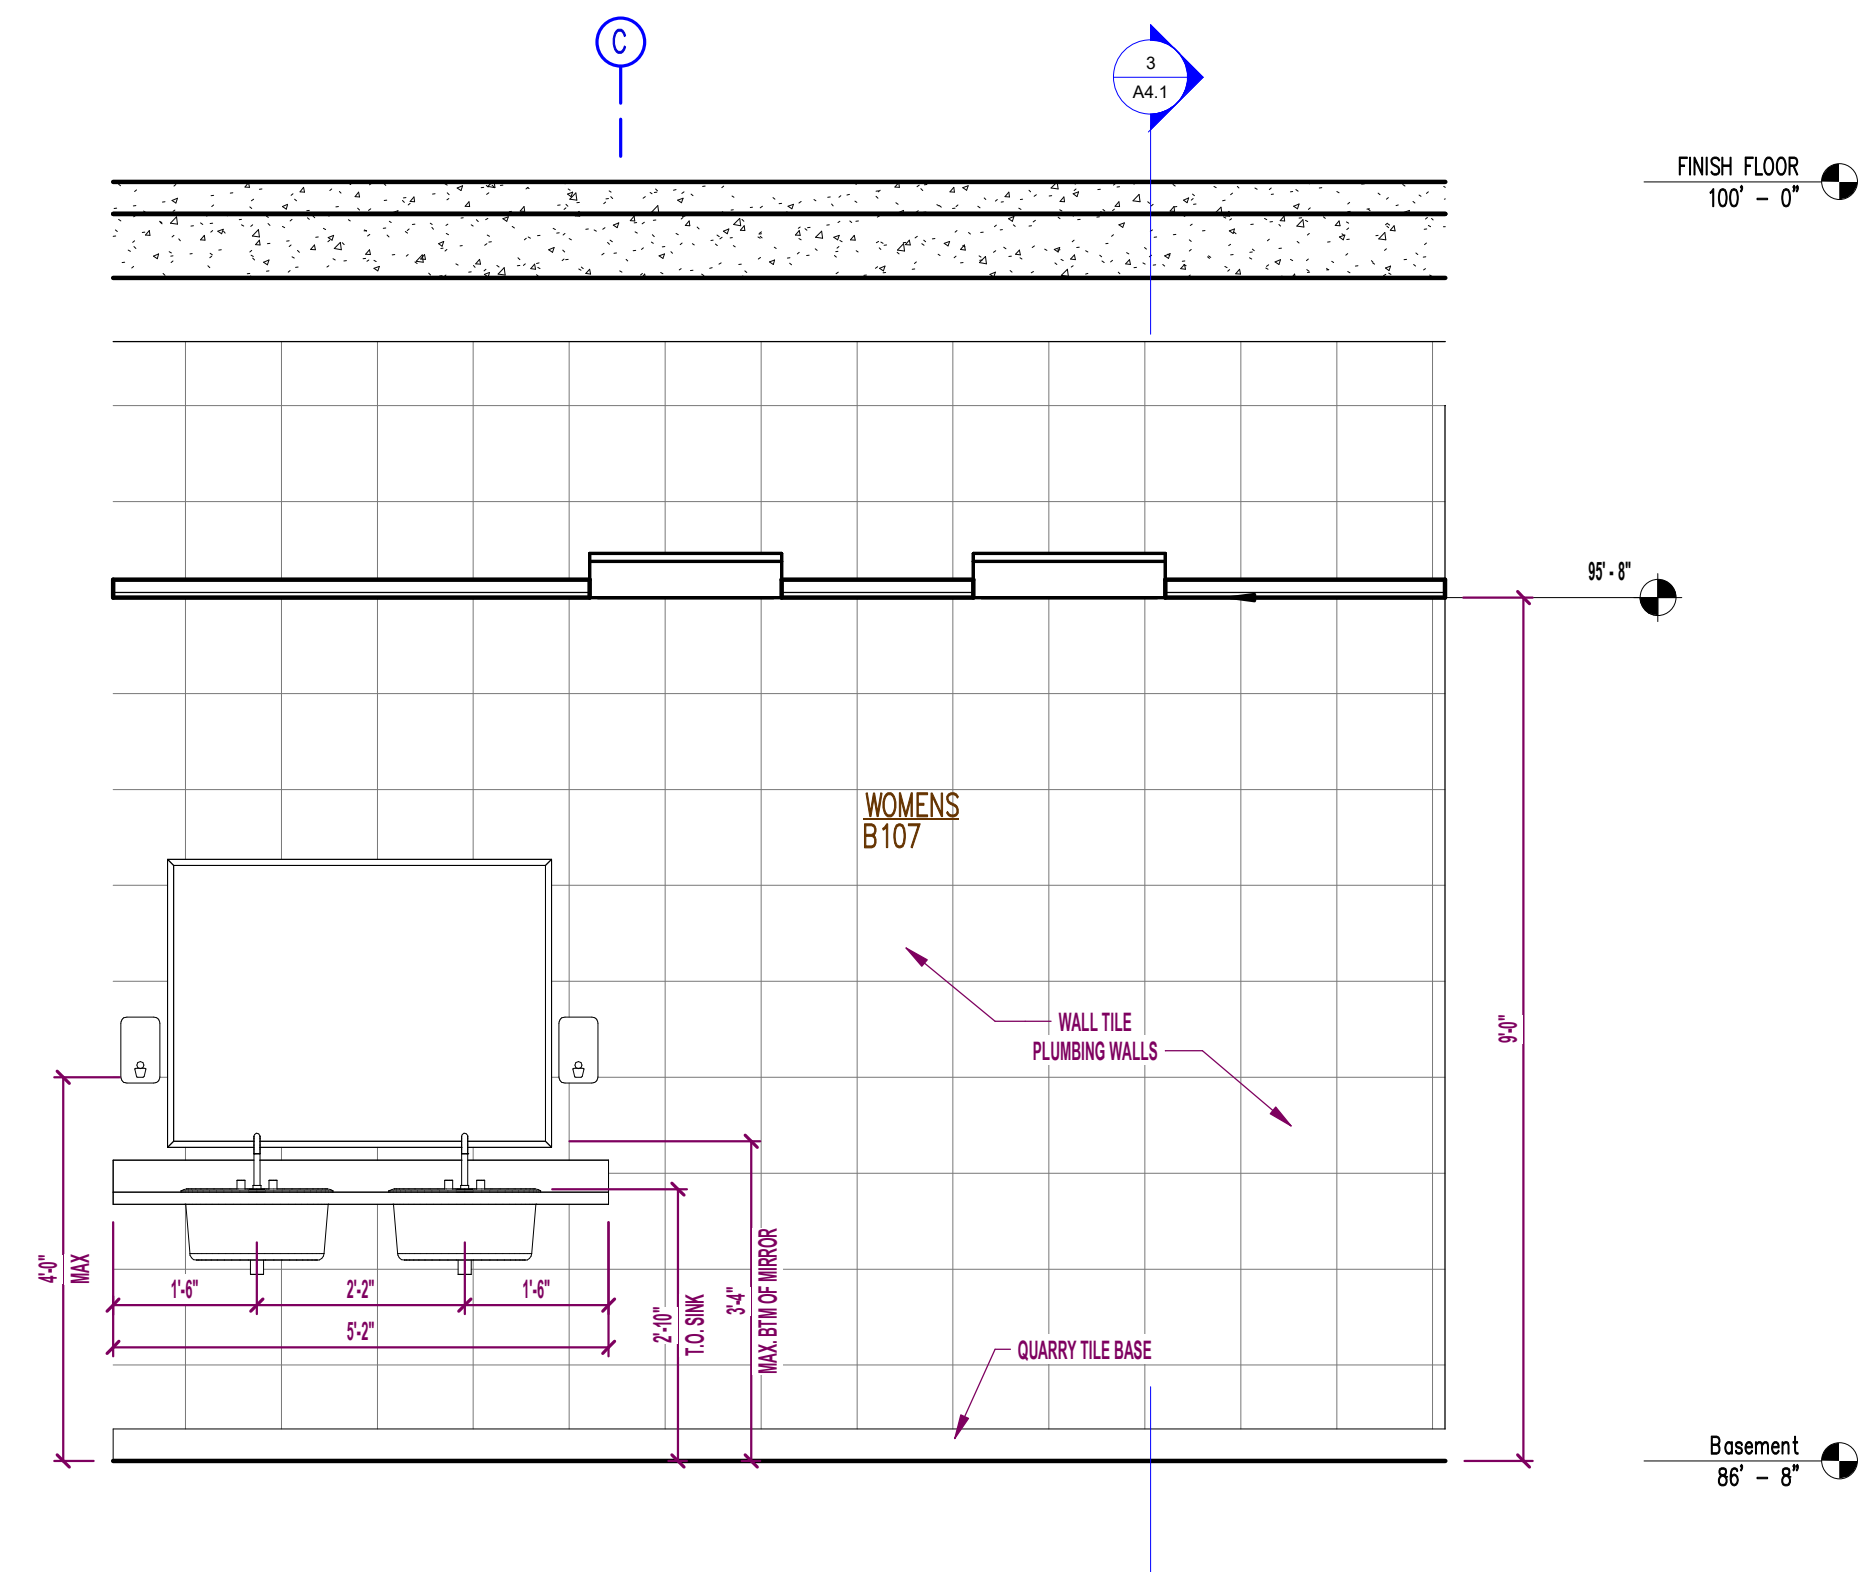 C
3
A4.1
FINISH FLOOR
100' - 0"
95'-8"
WOMENS
B107
WALL TILE
PLUMBING WALLS
9'-0"
4'-0"
MAX
1'-6"
2'-2"
1'-6"
5'-2"
2'-10"
T.O. SINK
3'-4"
MAX. BTM OF MIRROR
QUARRY TILE BASE
Basement
86' - 8"